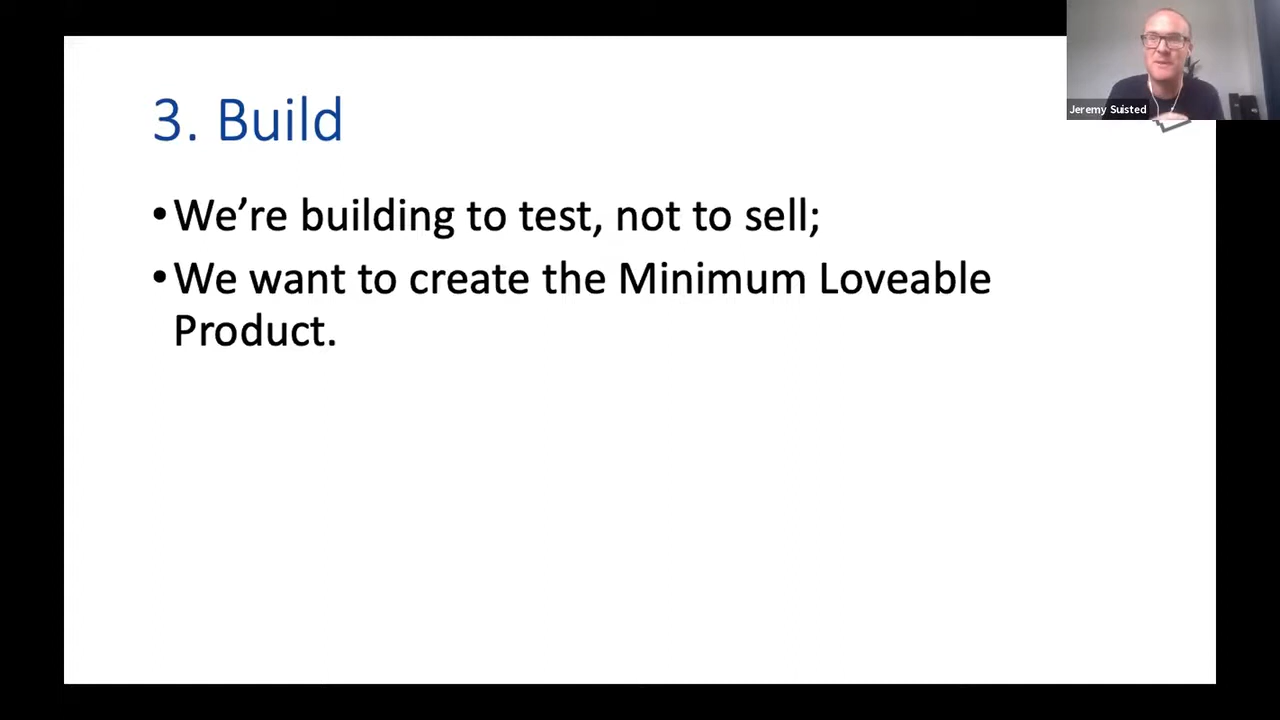 3. Build
•We’re building to test, not to sell;
•We want to create the Minimum Loveable
Product.
Jeremy Suisted